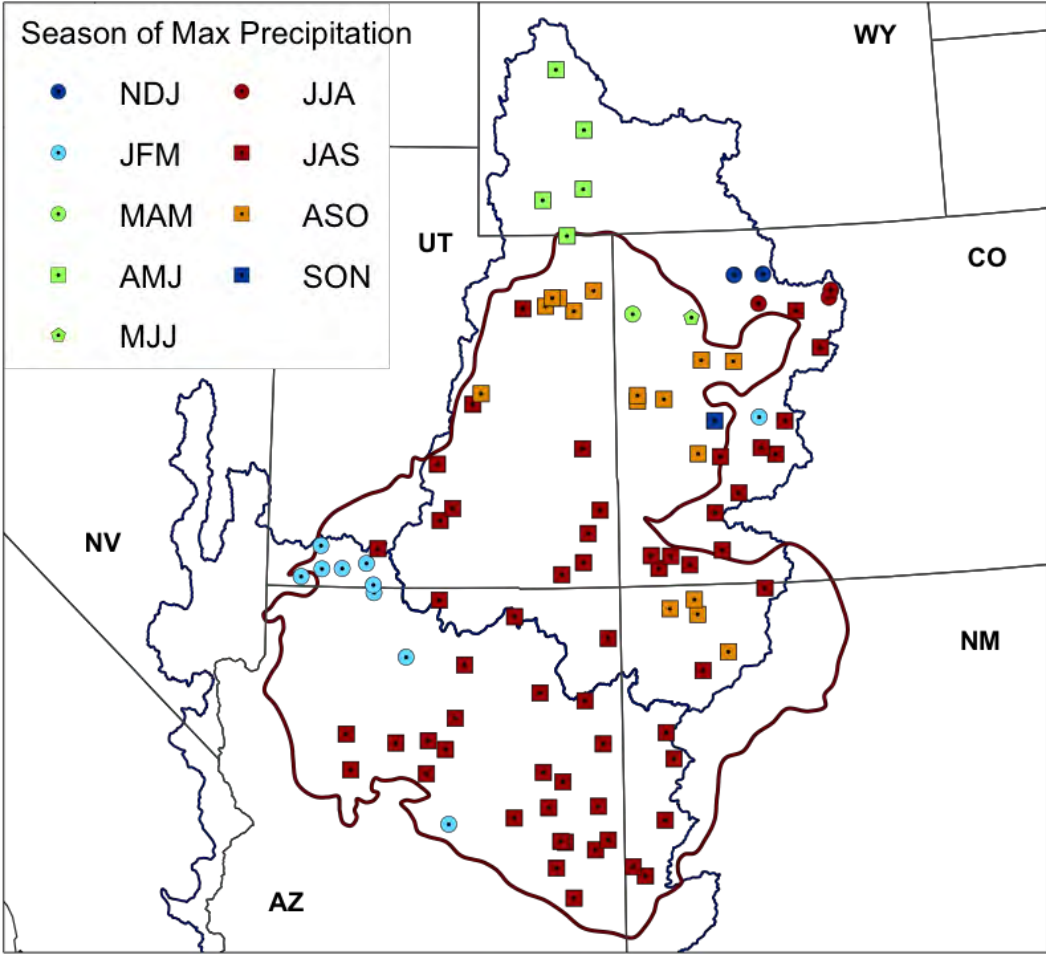 Season of Max Precipitation
NDJ JJA
JFM JAS
MAM ASO
AMJ SON
MJJ
WY
UT
CO
NV
NM
AZ